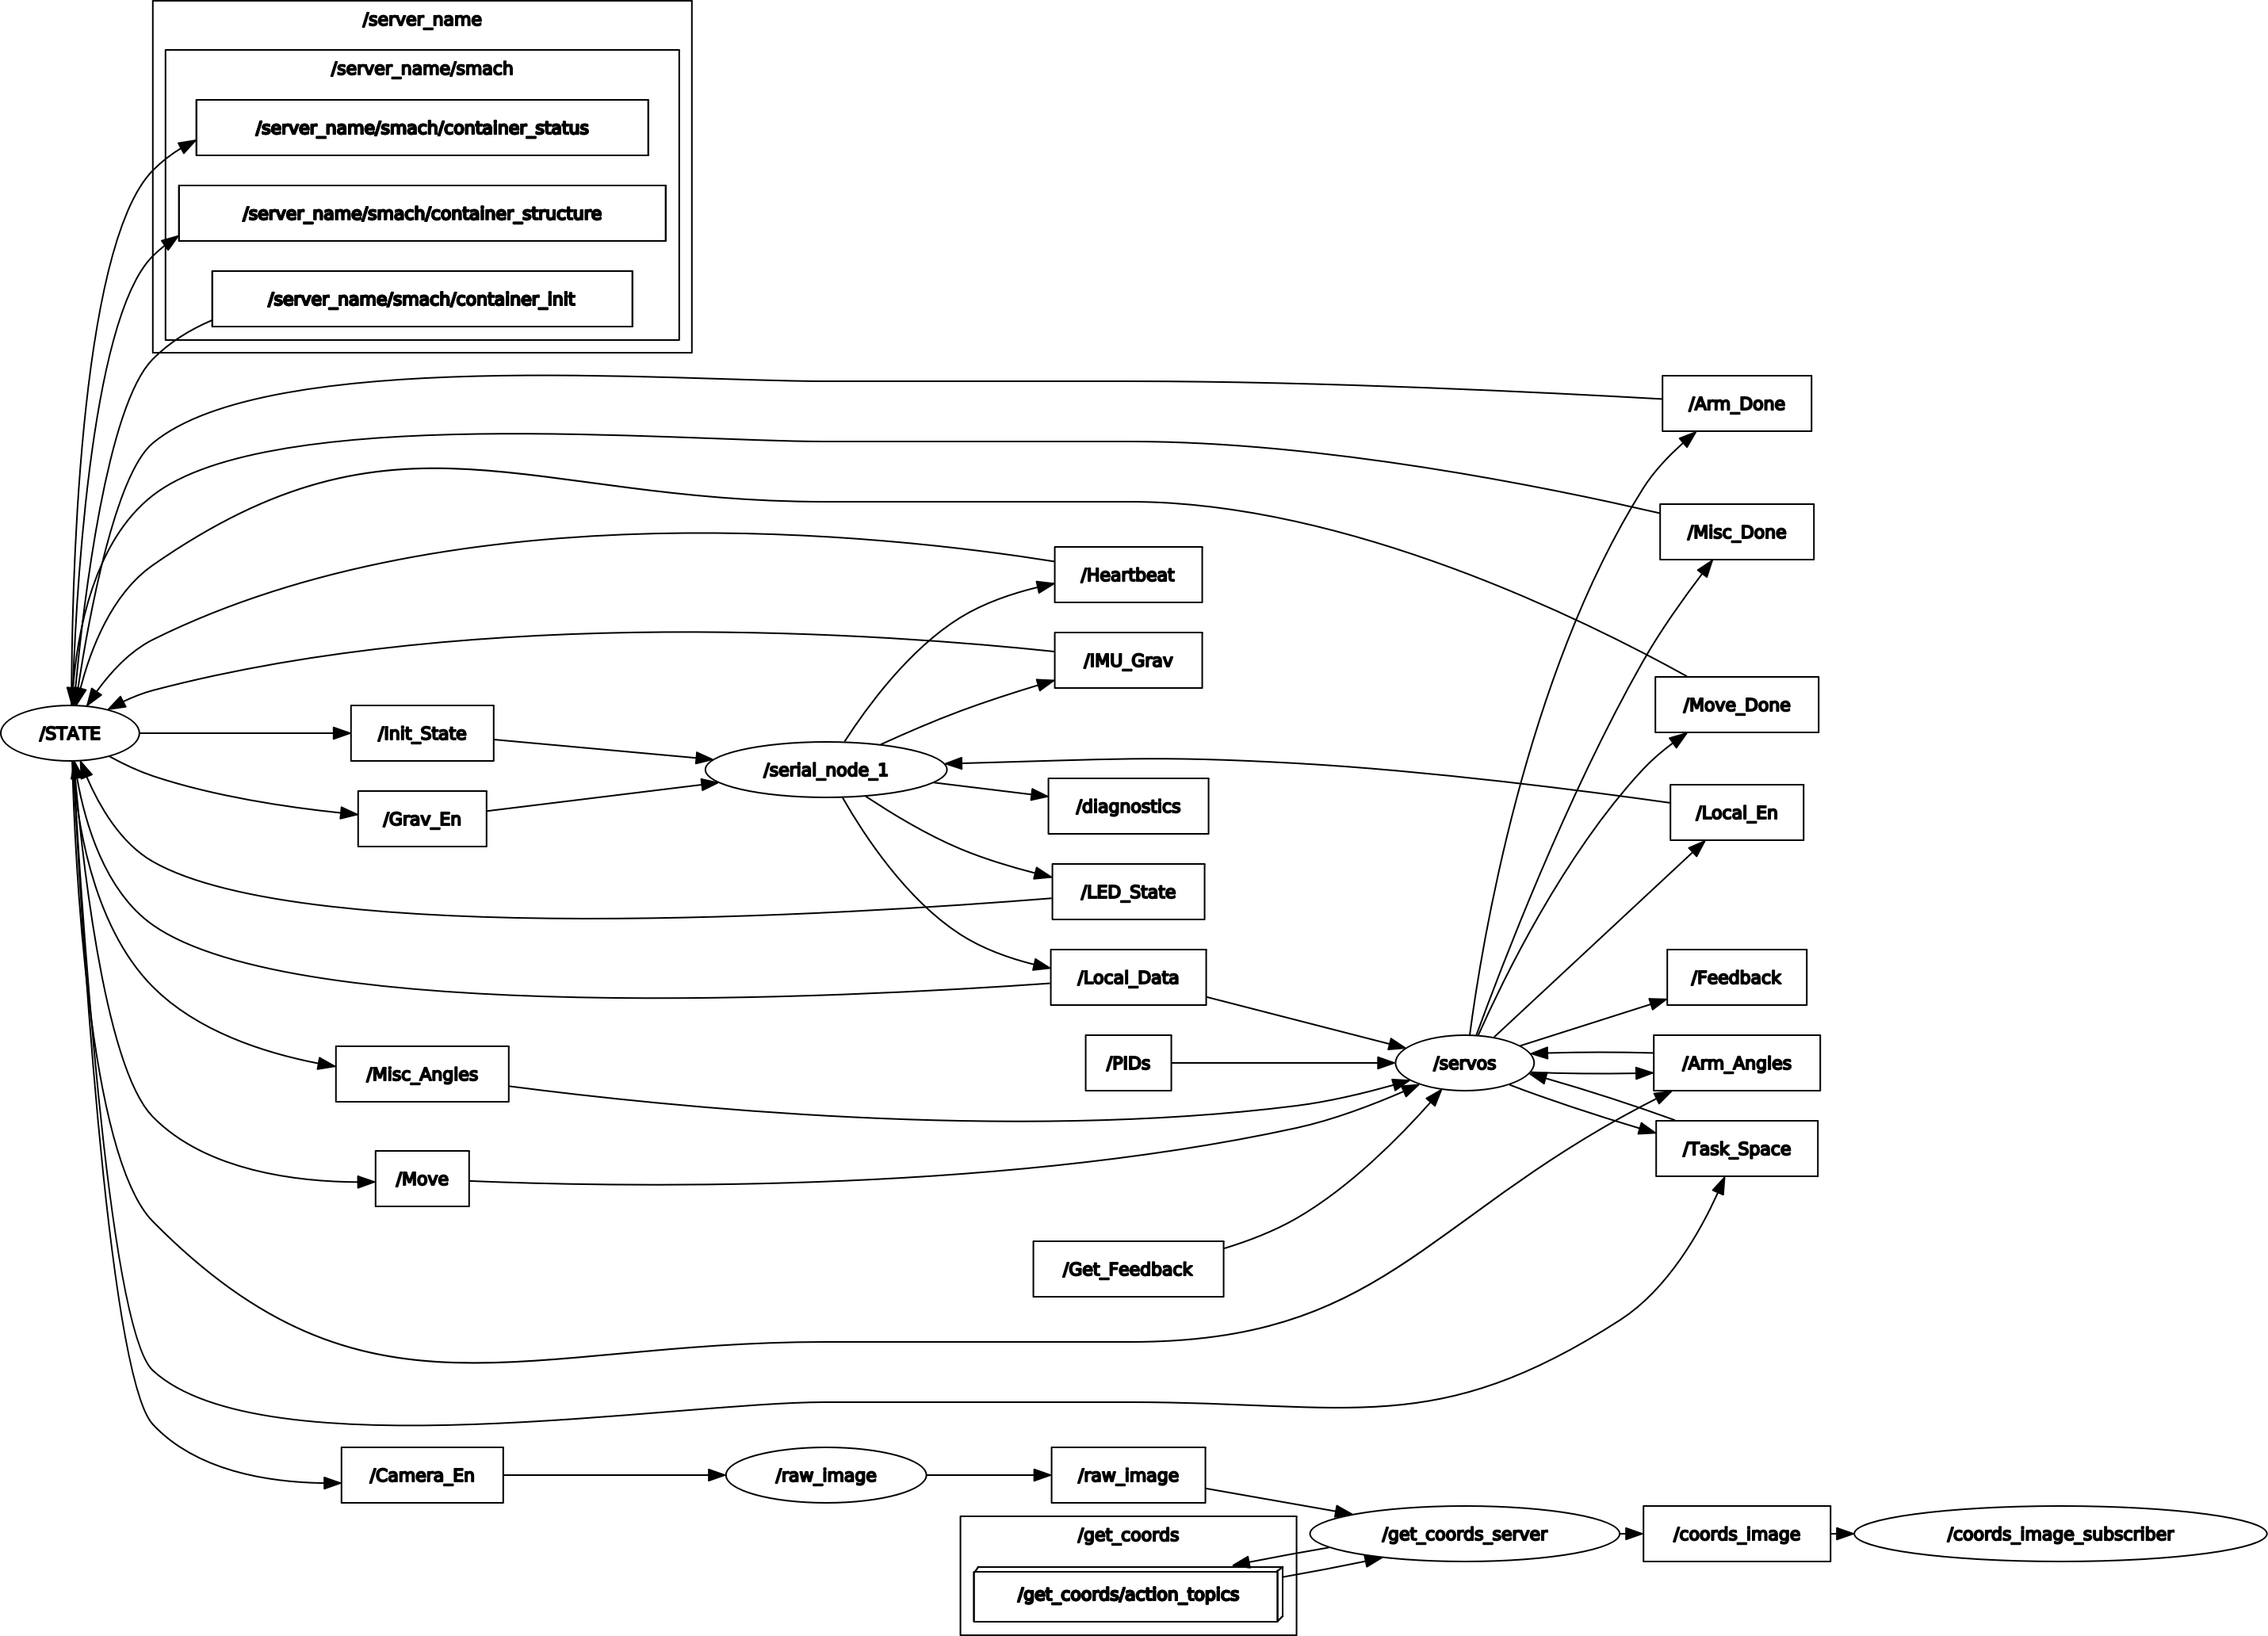 /server_name
/server_name/smach
/server_name/smach/container_status
/server_name/smach/container_structure
/server_name/smach/container_init
/Arm_Done
/Misc_Done
/Heartbeat
/IMU_Grav
/Move_Done
/STATE
/Init_State
/serial_node_1
/Grav_En
/diagnostics
/Local_En
/LED_State
/Local_Data
/Feedback
/Misc_Angles
/PIDs
/servos
/Arm_Angles
/Task_Space
/Move
/Get_Feedback
/Camera_En
/raw_image
/raw_image
/get_coords
/get_coords_server
/coords_image
/coords_image_subscriber
/get_coords/action_topics